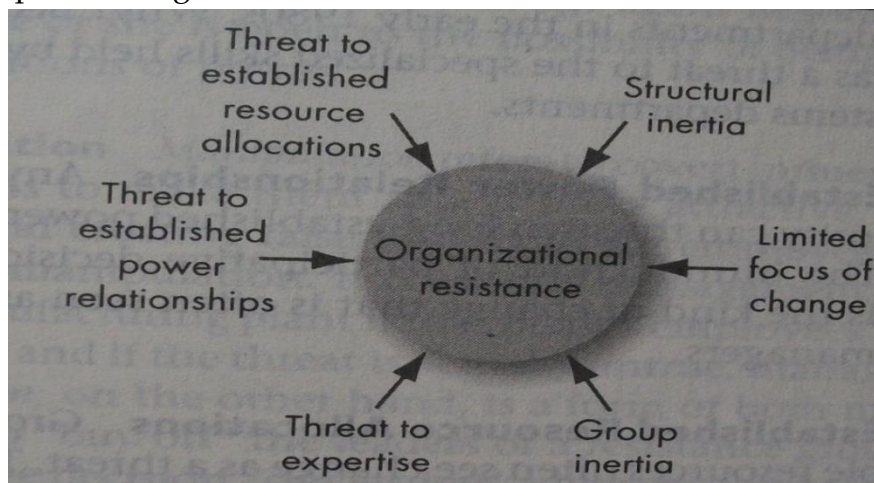 Threat to
established
resource
allocations
Structural
inertia
Threat to
established
power
relationships
Organizational
resistance
Limited
focus of
change
Threat to
expertise
Group
inertia